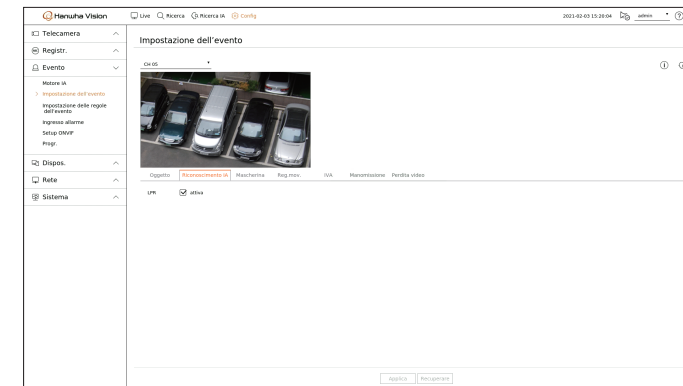 Hanwha Vision
Live Ricerca Ricerca IA Config
2021-02-03 15:20:04 admin
Telecamera
Registr.
Evento
Motore IA
> Impostazione dell'evento
Impostazione delle regole
dell'evento
Ingresso allarme
Setup ONVIF
Progr.
Dispos.
Rete
Sistema
Impostazione dell'evento
CH 05
Oggetto Riconoscimento IA Mascherina Reg.mov. IVA Manomissione Perdita video
LPR attiva
Applica Recuperare